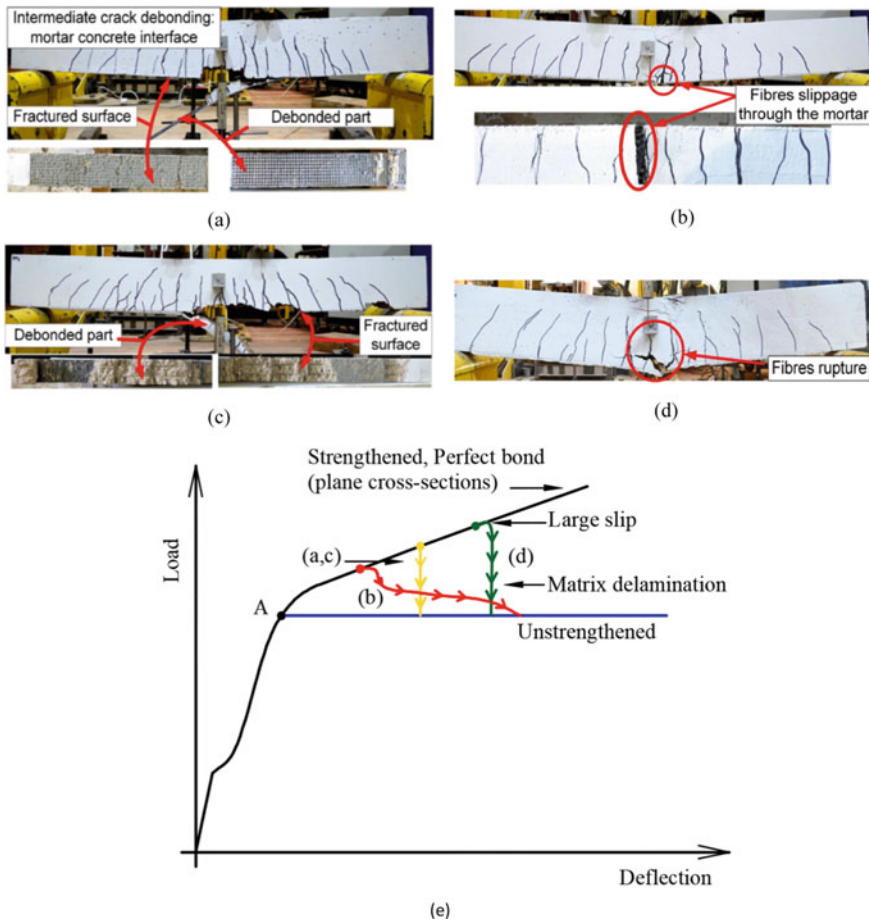 Intermediate crack debonding:
mortar concrete interface
Fractured surface
Debonded part
(a)
Fibres slippage
through the mortar
(b)
Debonded part
Fractured
surface
(c)
Fibres rupture
(d)
Strengthened, Perfect bond
(plane cross-sections)
Large slip
(a,c)
(d)
(b)
Matrix delamination
A
Unstrengthened
Load
Deflection
(e)